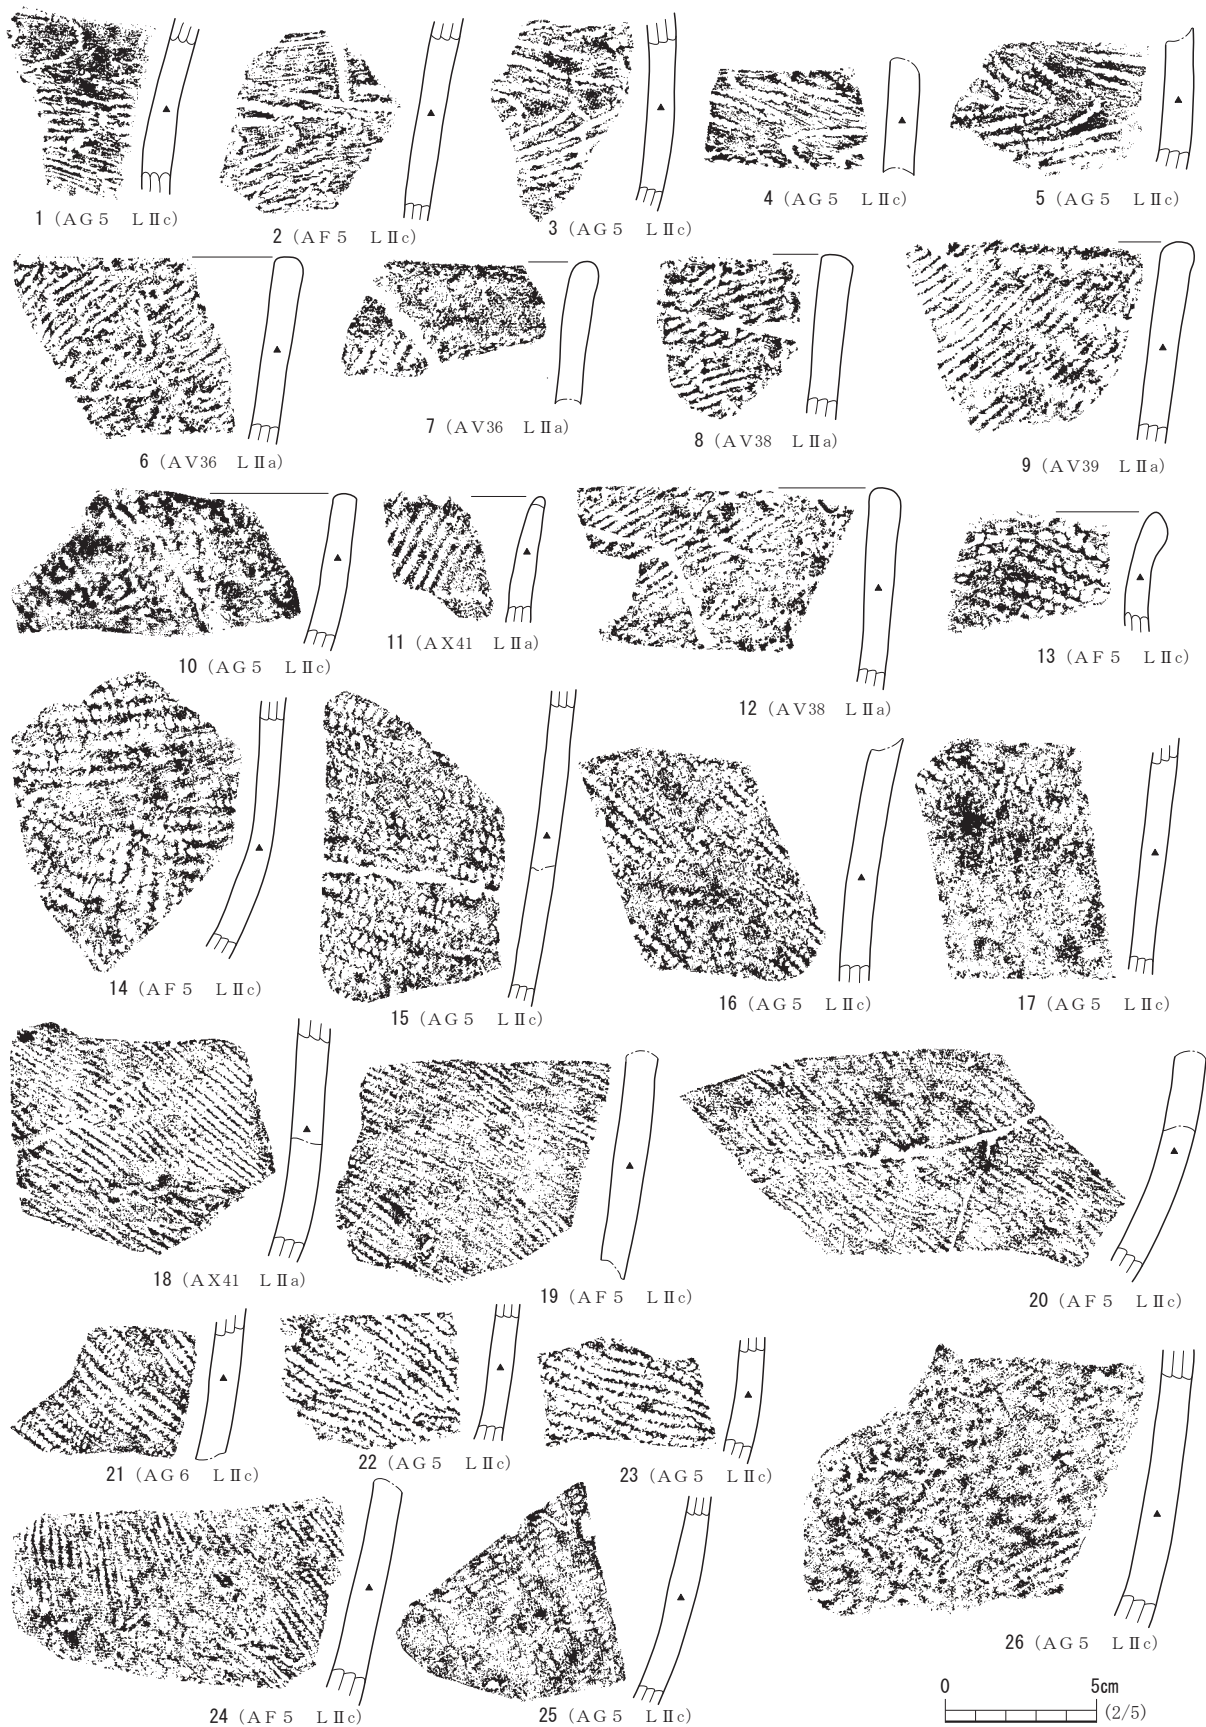 1 (AG5 LⅡc)
2 (AF5 LⅡc)
3 (AG5 LⅡc)
4 (AG5 LⅡc)
5 (AG5 LⅡc)
6 (AV36 LⅡa)
7 (AV36 LⅡa)
8 (AV38 LⅡa)
9 (AV39 LⅡa)
10 (AG5 LⅡc)
11 (AX41 LⅡa)
12 (AV38 LⅡa)
13 (AF5 LⅡc)
14 (AF5 LⅡc)
15 (AG5 LⅡc)
16 (AG5 LⅡc)
17 (AG5 LⅡc)
18 (AX41 LⅡa)
19 (AF5 LⅡc)
20 (AF5 LⅡc)
21 (AG6 LⅡc)
22 (AG5 LⅡc)
23 (AG5 LⅡc)
24 (AF5 LⅡc)
25 (AG5 LⅡc)
26 (AG5 LⅡc)
0 5cm
(2/5)